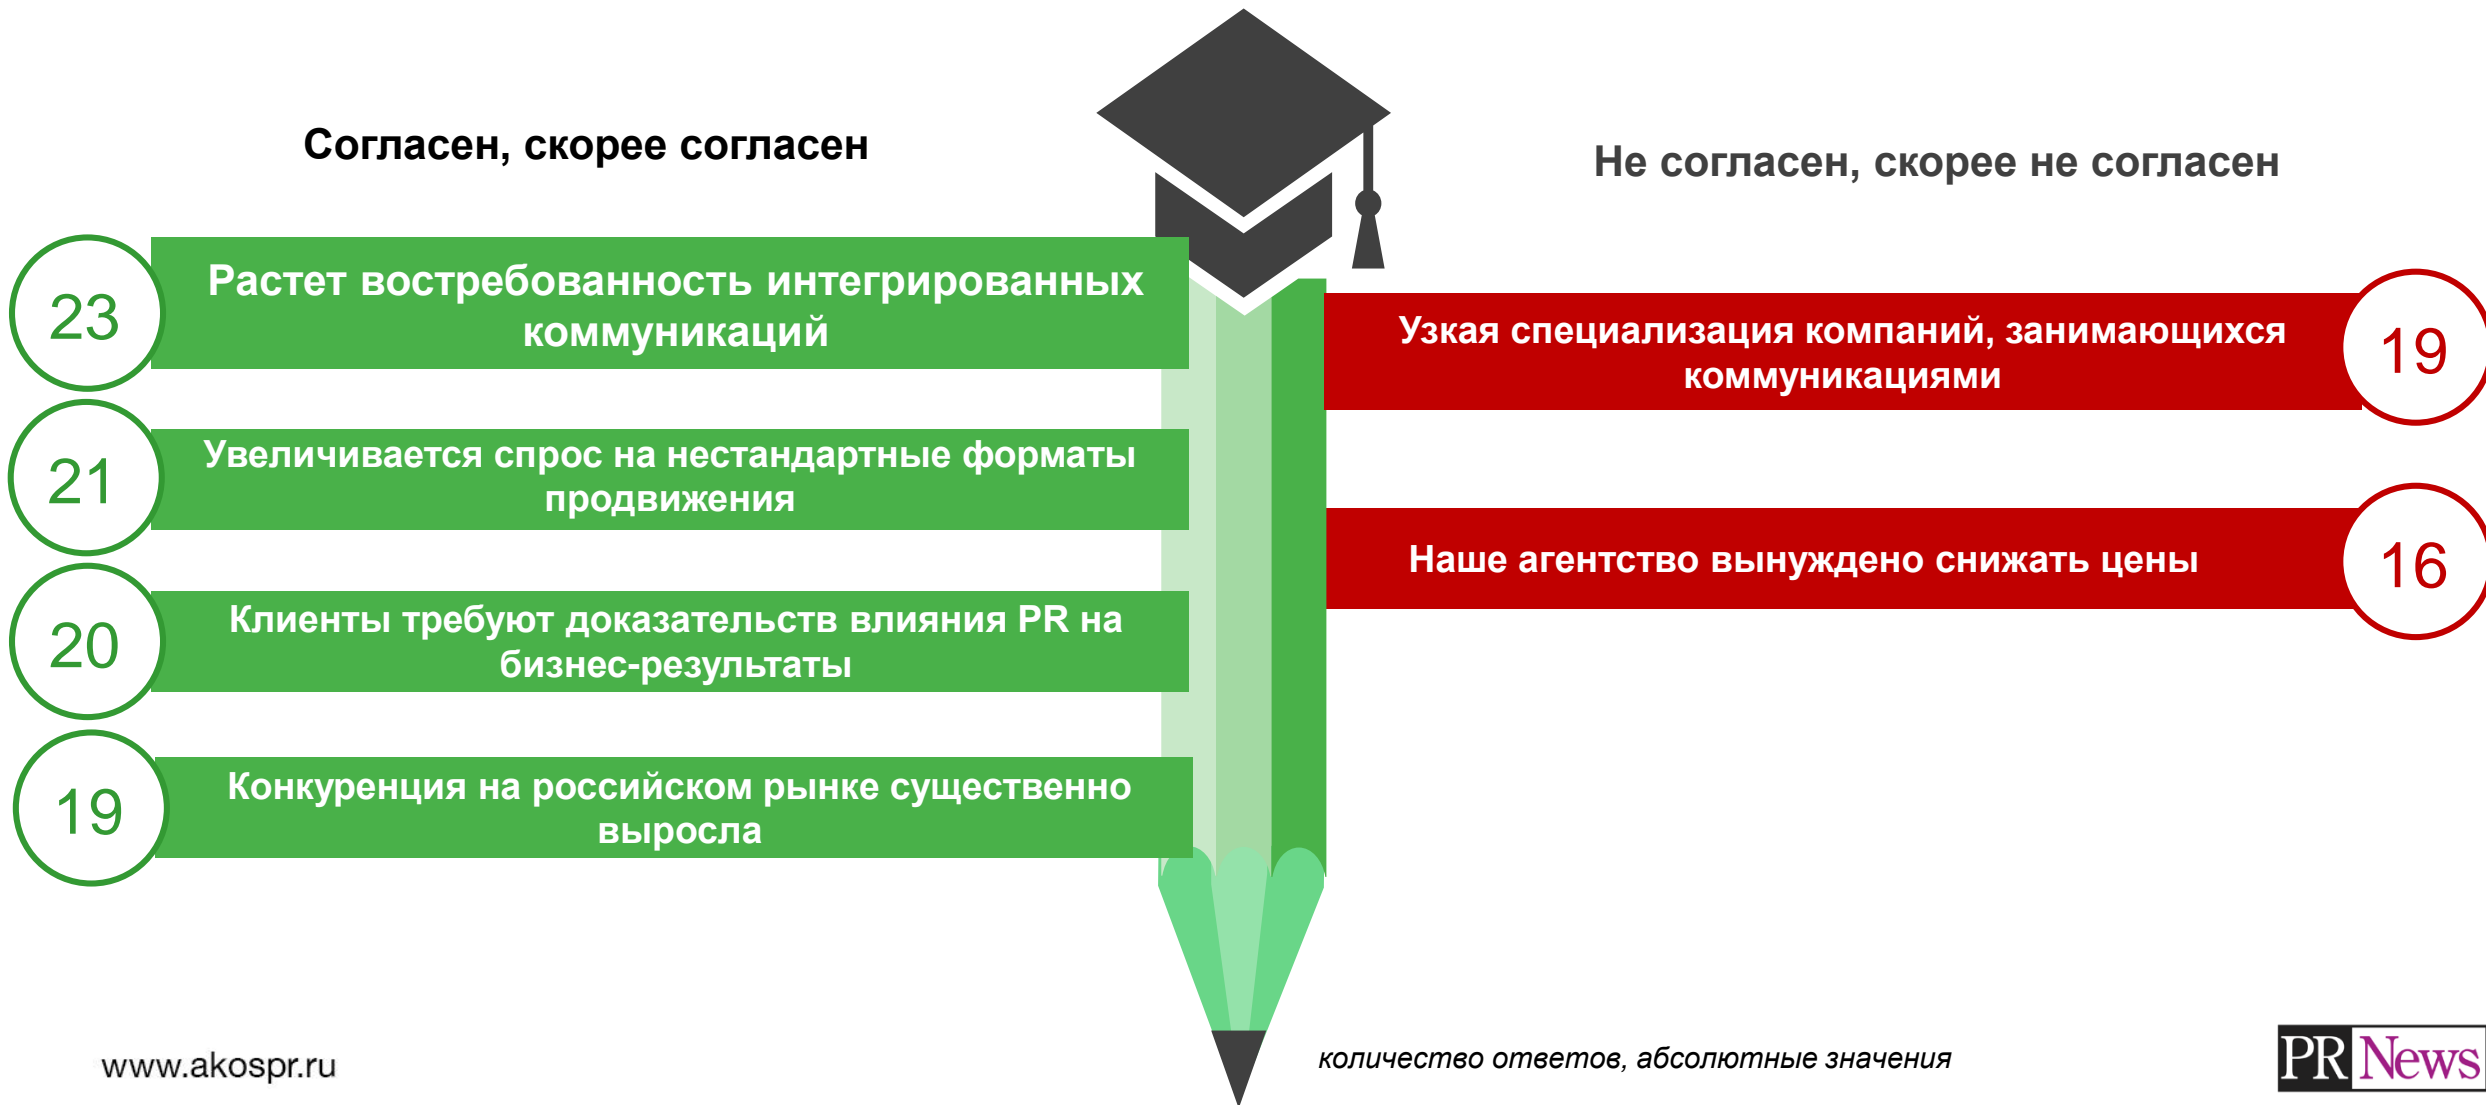 Согласен, скорее согласен
23
Растет востребованность интегрированных
коммуникаций
21
Увеличивается спрос на нестандартные форматы
продвижения
20
Клиенты требуют доказательств влияния PR на
бизнес-результаты
19
Конкуренция на российском рынке существенно
выросла
Не согласен, скорее не согласен
Узкая специализация компаний, занимающихся
коммуникациями
19
Наше агентство вынуждено снижать цены
16
www.akospr.ru
количество ответов, абсолютные значения
PR News